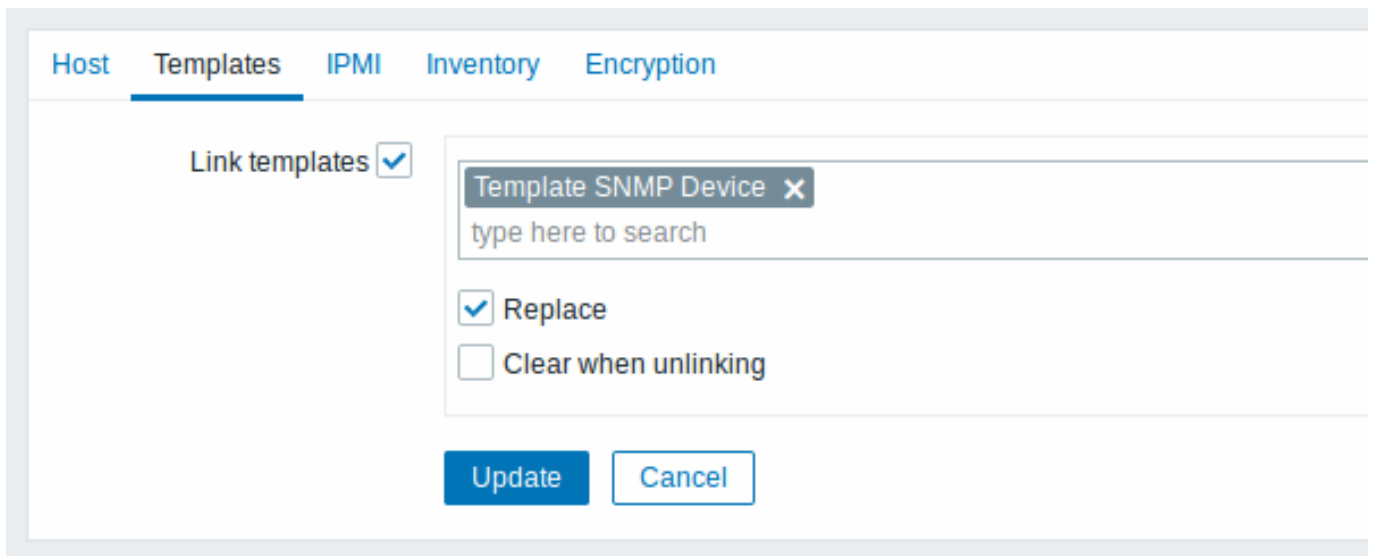 Host Templates IPMI Inventory Encryption
Link templates
Template SNMP Device
type here to search
Replace
Clear when unlinking
Update Cancel